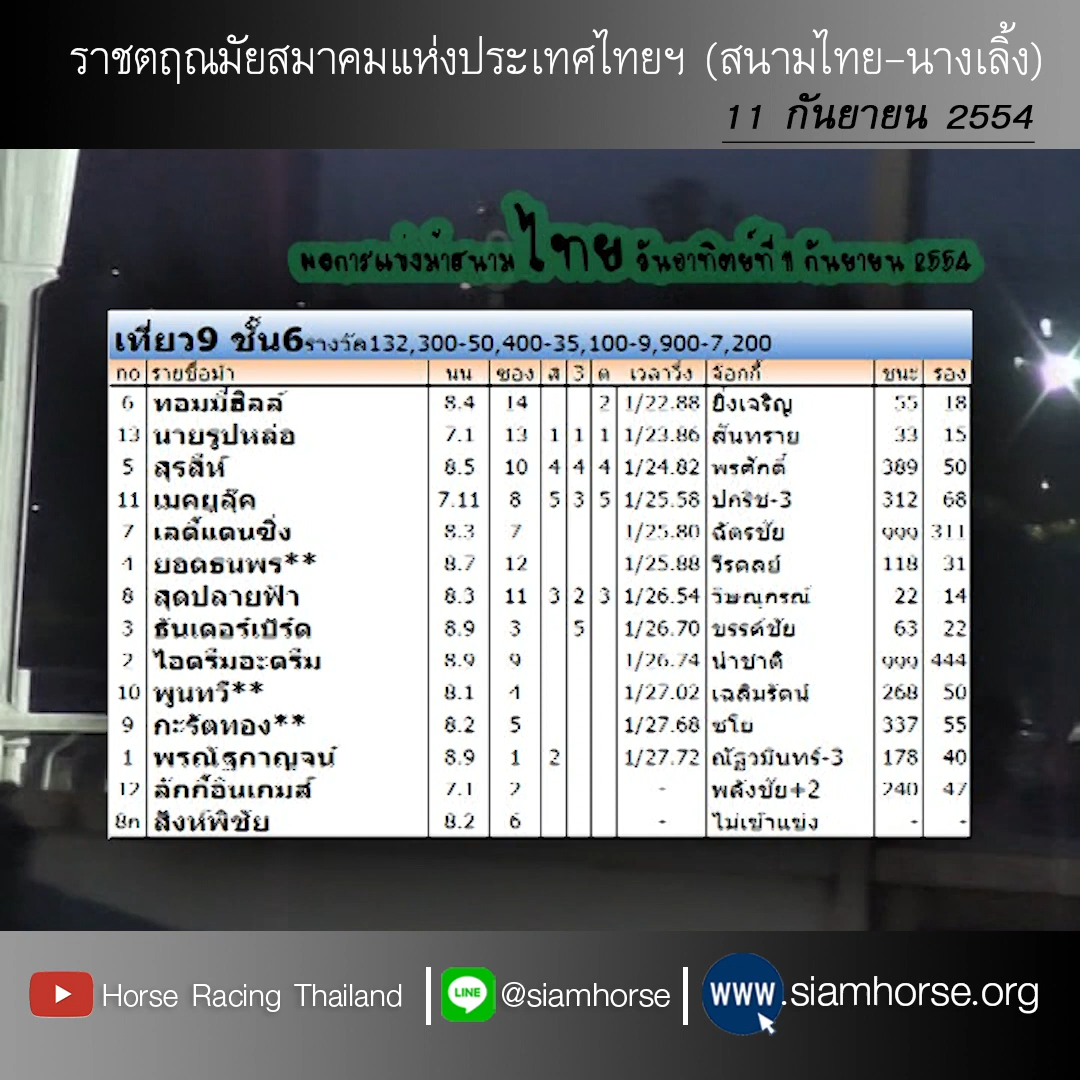 ราชตฤณมัยสมาคมแห่งประเทศไทยฯ (สนามไทย-นางเลิ้ง)
11 กันยายน 2554
ผลการแข่งม้าสนามไทย วันอาทิตย์ที่ 11 กันยายน 2554
เที่ยว9 ชั้น6รางวัล132,300-50,400-35,100-9,900-7,200
no รายชื่อม้า นน ซอง ส 3 ด เวลาวิ่ง จ๊อกกี้ ชนะ รอง
6 ทอมมี่ฮิลล์ 8.4 14 2 1/22.88 ยิ่งเจริญ 55 18
13 นายรูปหล่อ 7.1 13 1 1 1 1/23.86 สันทราย 33 15
5 สุรสีห์ 8.5 10 4 4 4 1/24.82 พรศักดิ์ 389 50
11 เมคยูลุ๊ค 7.11 8 5 3 5 1/25.58 ปกริช-3 312 68
7 เลดี้แดนซิ่ง 8.3 7 1/25.80 ฉัตรชัย 999 311
4 ยอดธนพร** 8.7 12 1/25.88 วีรดลย์ 118 31
8 สุดปลายฟ้า 8.3 11 3 2 3 1/26.54 วิษณุกรณ์ 22 14
3 ธันเดอร์เบิร์ด 8.9 3 5 1/26.70 บรรค์ชัย 63 22
2 ไอดรีมอะดรีม 8.9 9 1/26.74 นำชาติ 999 444
10 พูนทวี** 8.1 4 1/27.02 เฉลิมรัตน์ 268 50
9 กะรัตทอง** 8.2 5 1/27.68 ชโย 337 55
1 พรณัฐกาญจน์ 8.9 1 2 1/27.72 ณัฐวมินทร์-3 178 40
12 ลักกี้อินเกมส์ 7.1 2 - พลังชัย+2 240 47
8ก สิงห์พิชัย 8.2 6 - ไม่เข้าแข่ง - -
Horse Racing Thailand LINE @siamhorse www.siamhorse.org